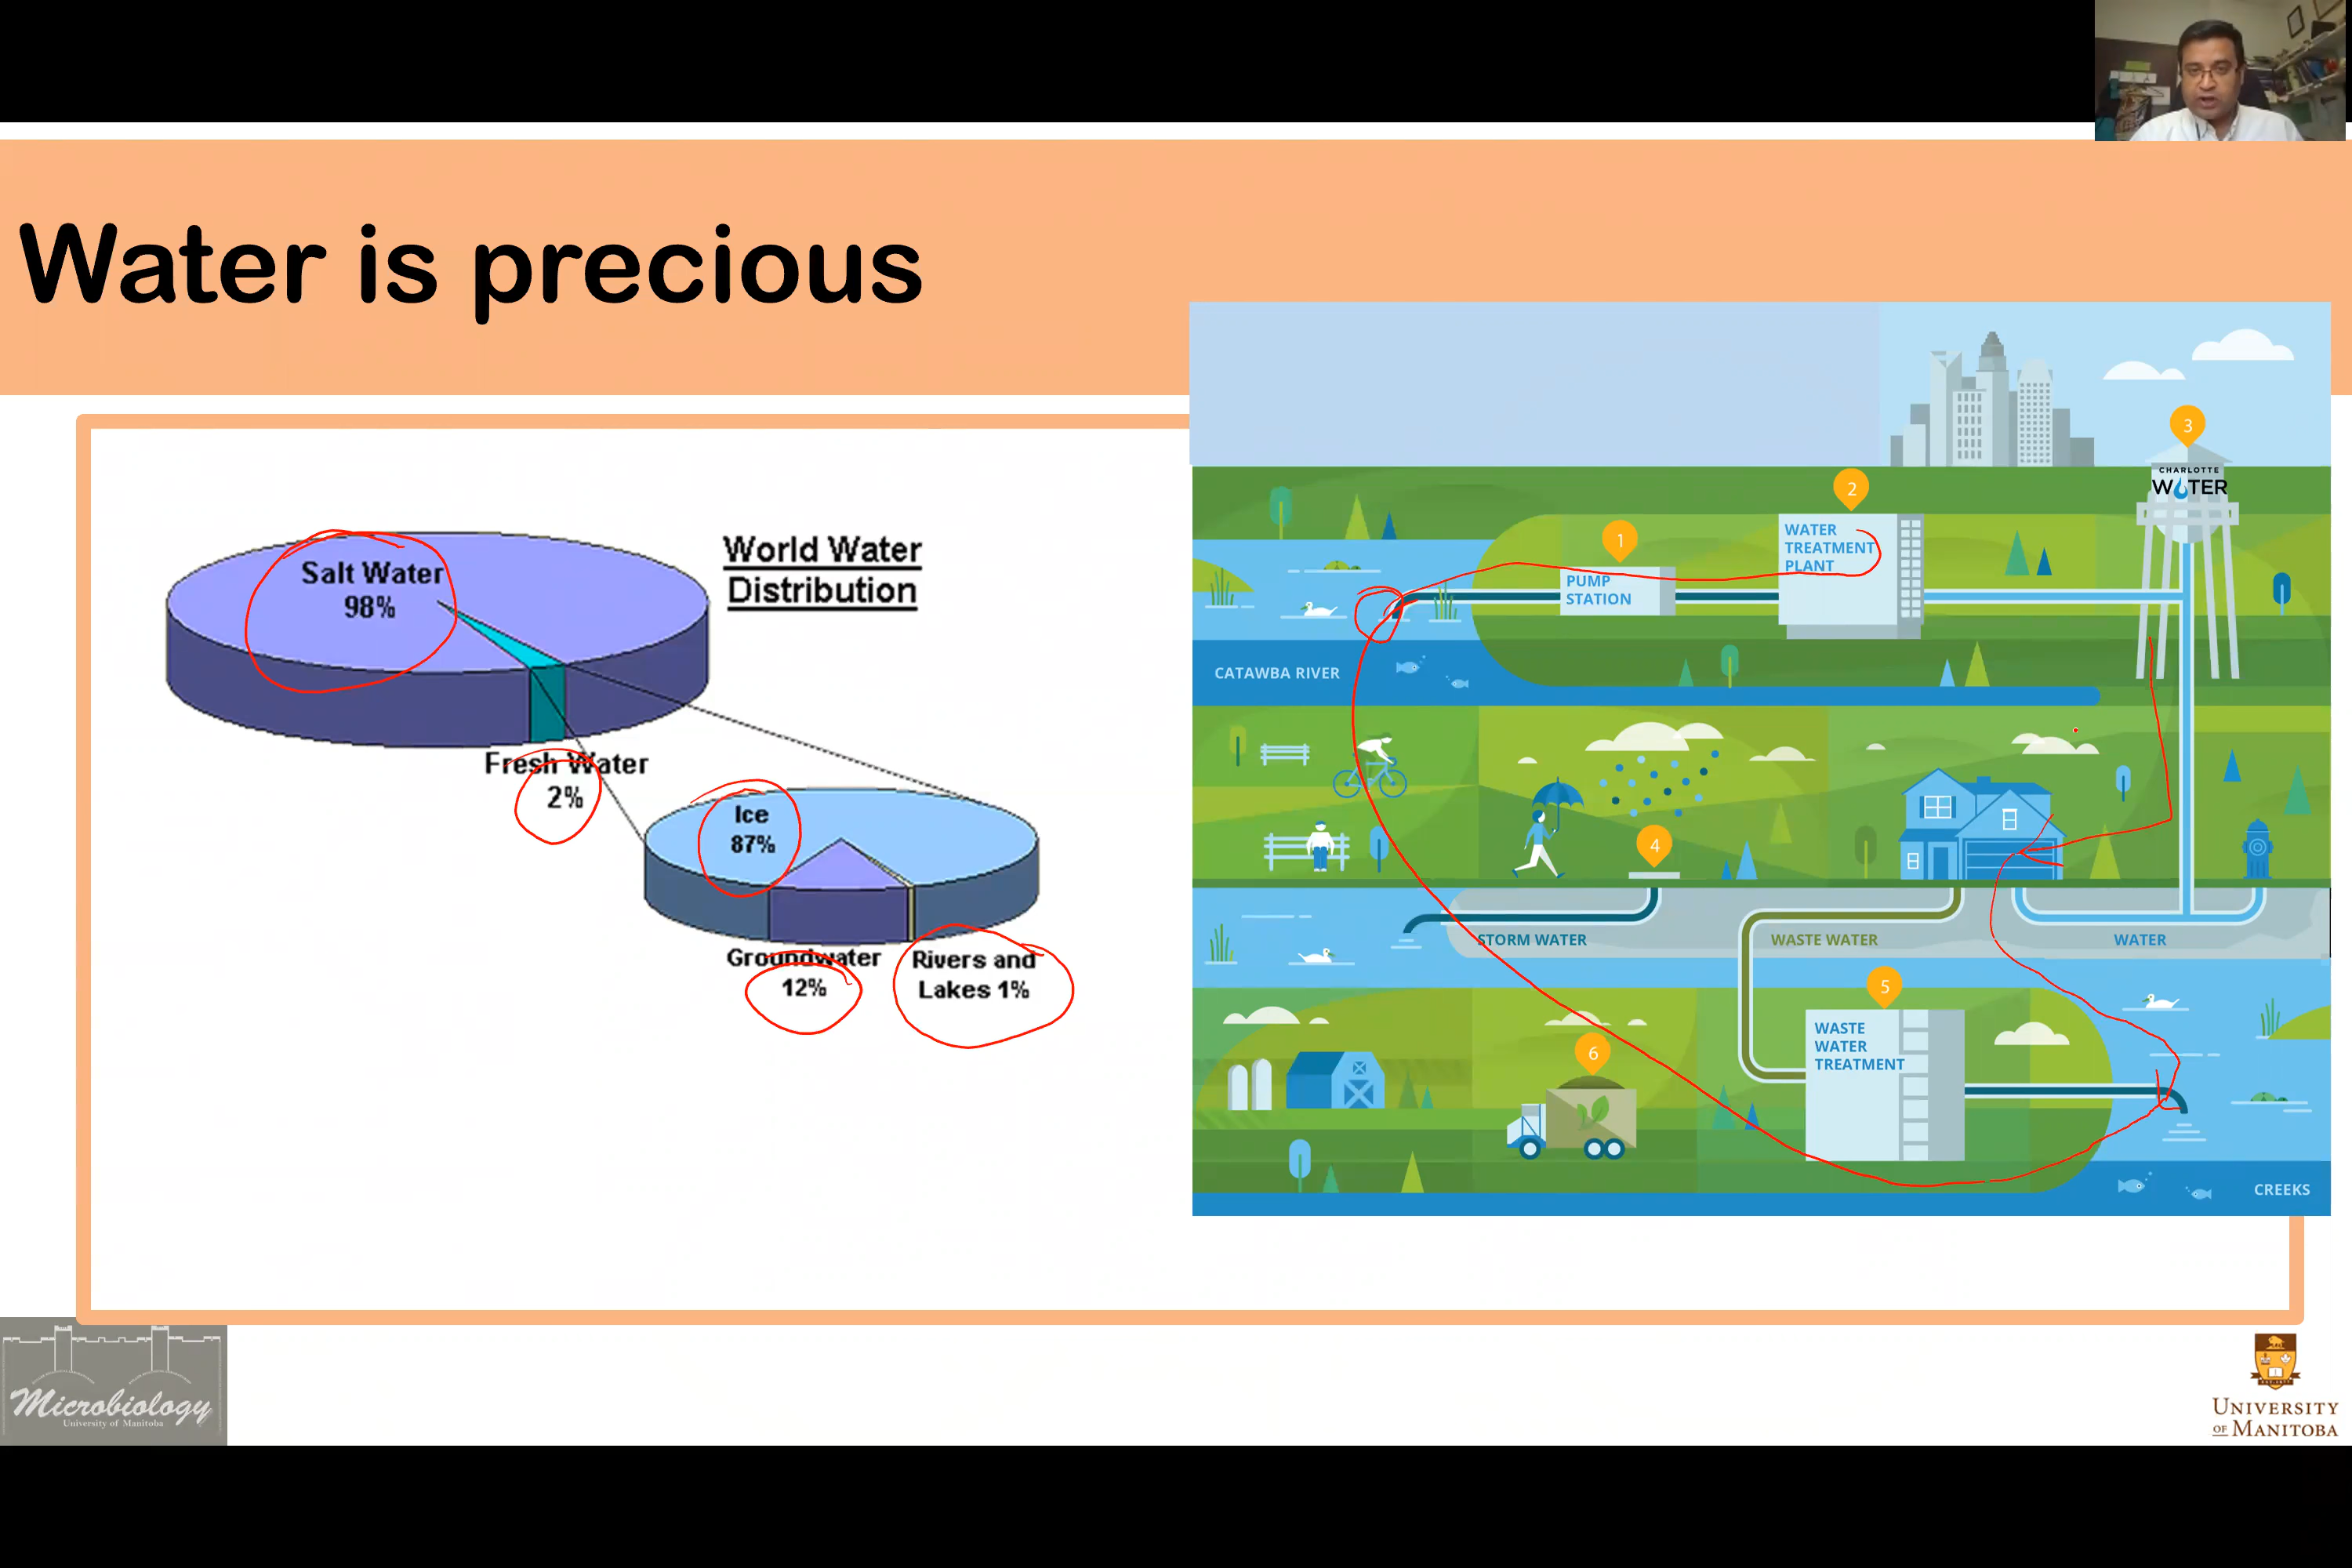 Water is precious
World Water
Distribution
Salt Water
98%
Fresh Water
2%
Ice
87%
Groundwater
12%
Rivers and
Lakes 1%
3
CHARLOTTE
WATER
2
WATER
TREATMENT
PLANT
1
PUMP
STATION
CATAWBA RIVER
4
STORM WATER
WASTE WATER
WATER
5
WASTE
WATER
TREATMENT
6
CREEKS
Microbiology
University of Manitoba
UNIVERSITY
OF MANITOBA